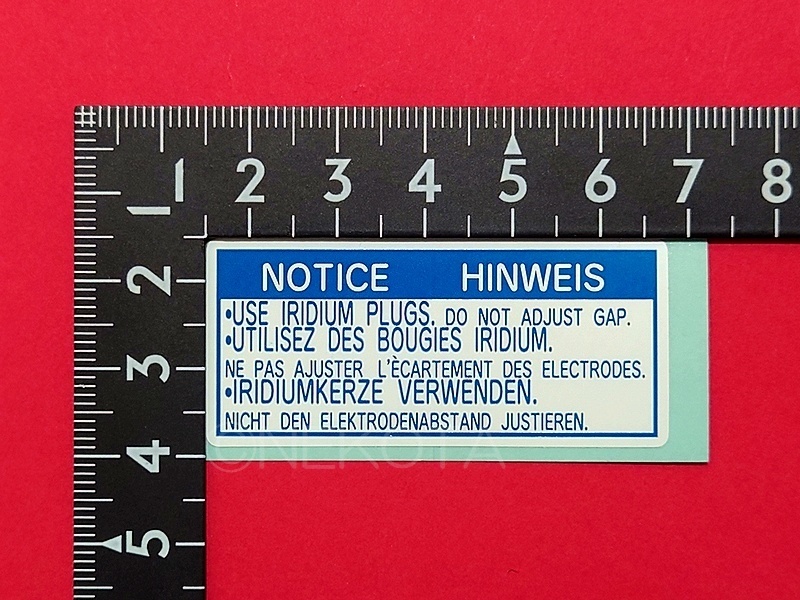 1 2 3 4 5 6 7 8
1
2
3
4
5
NOTICE HINWEIS
•USE IRIDIUM PLUGS. DO NOT ADJUST GAP.
•UTILISEZ DES BOUGIES IRIDIUM.
NE PAS AJUSTER L'ÈCARTEMENT DES ELECTRODES.
•IRIDIUMKERZE VERWENDEN.
NICHT DEN ELEKTRODENABSTAND JUSTIEREN.
©NEKOTA